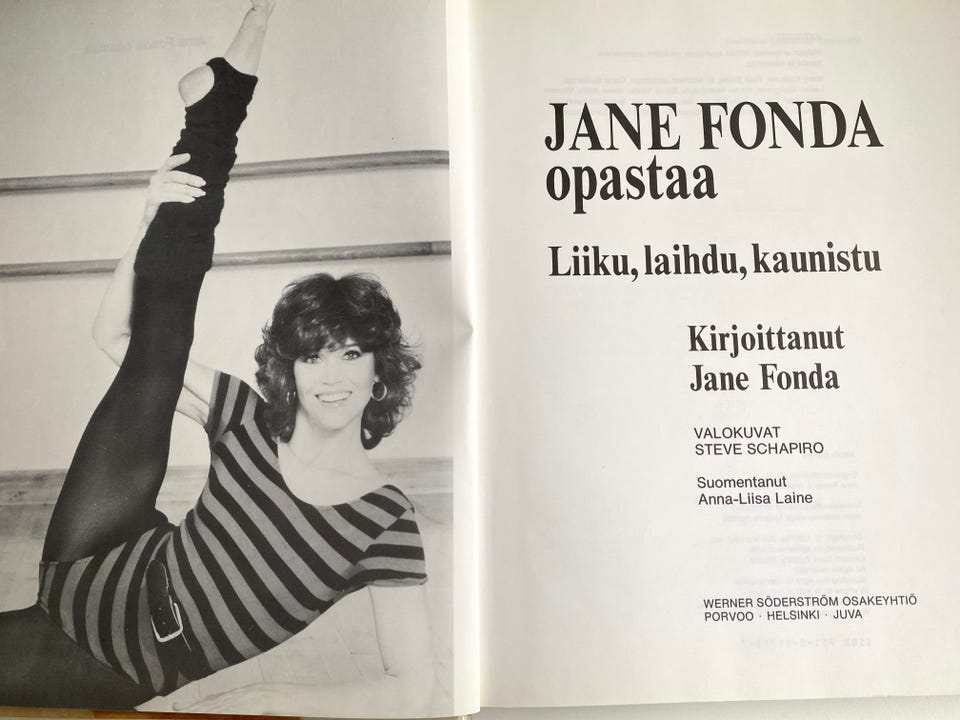 JANE FONDA
opastaa
Liiku, laihdu, kaunistu
Kirjoittanut
Jane Fonda
VALOKUVAT
STEVE SCHAPIRO
Suomentanut
Anna-Liisa Laine
WERNER SÖDERSTRÖM OSAKEYHTIÖ
PORVOO · HELSINKI · JUVA